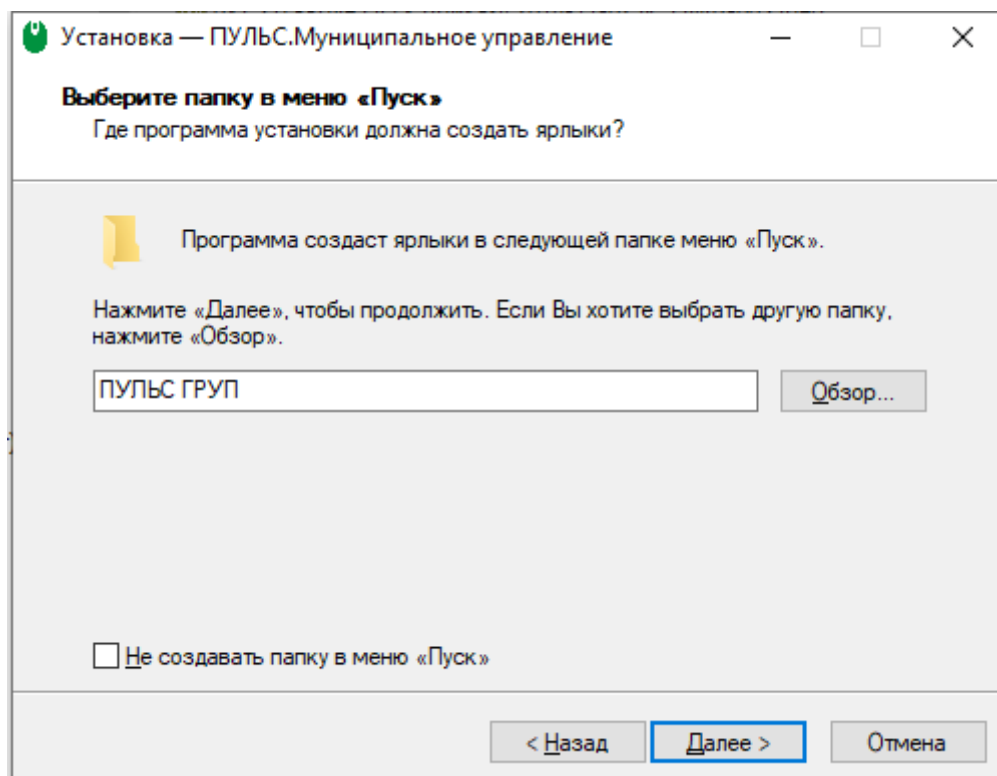 Установка — ПУЛЬС.Муниципальное управление
Выберите папку в меню «Пуск»
Где программа установки должна создать ярлыки?
Программа создаст ярлыки в следующей папке меню «Пуск».
Нажмите «Далее», чтобы продолжить. Если Вы хотите выбрать другую папку,
нажмите «Обзор».
ПУЛЬС ГРУП
Обзор...
Не создавать папку в меню «Пуск»
< Назад
Далее >
Отмена